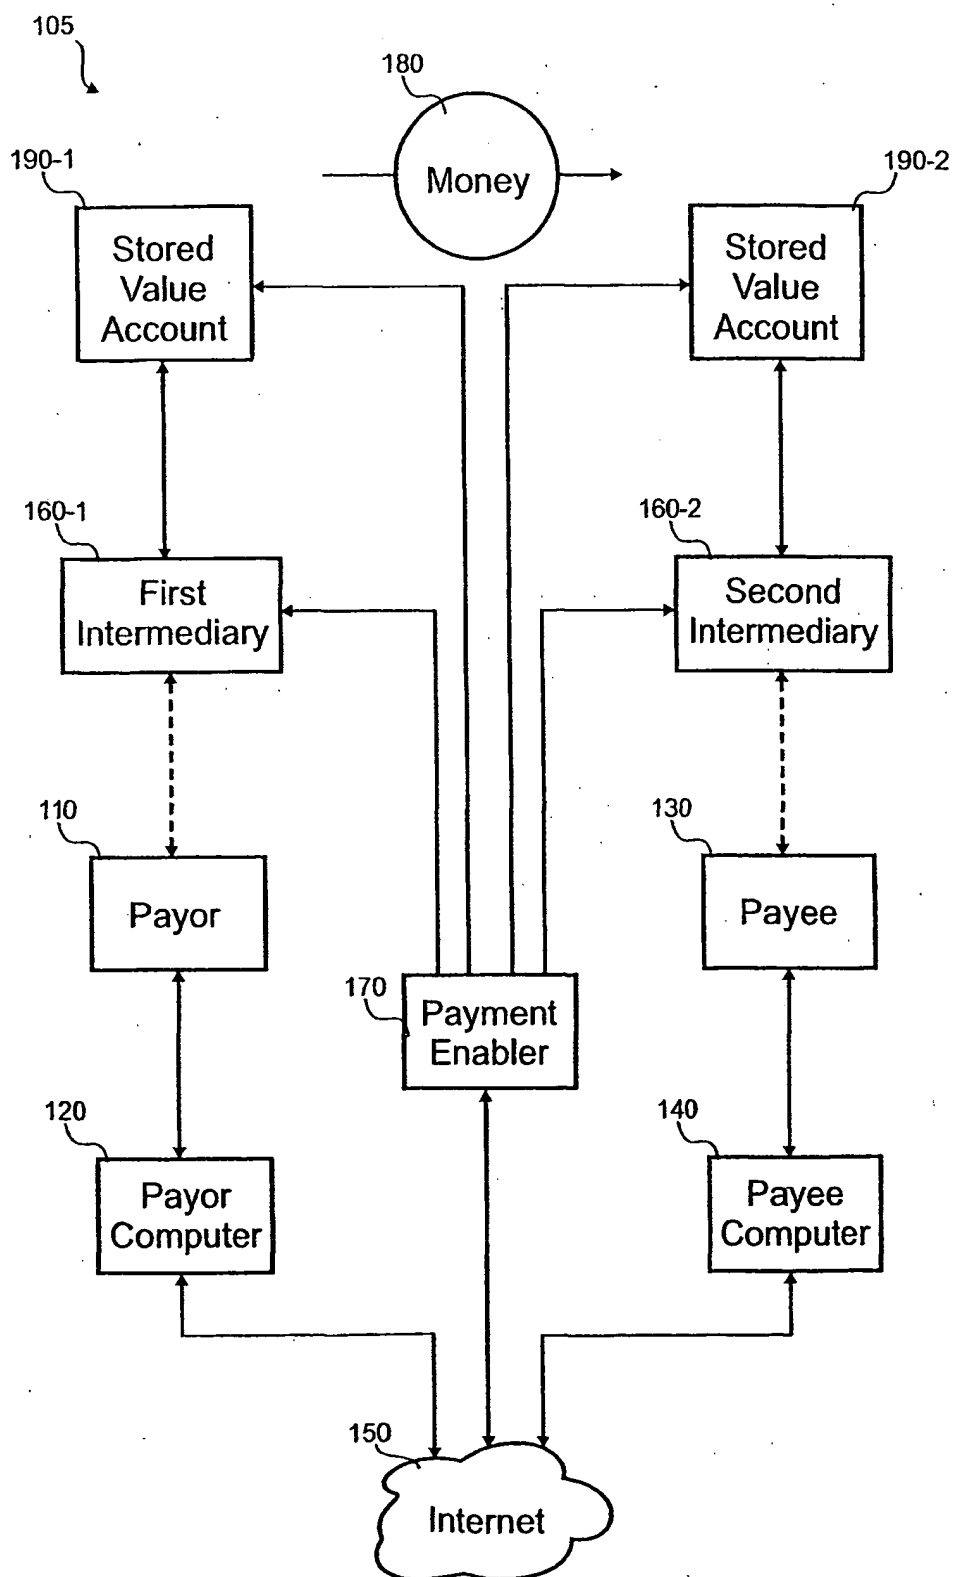 105
180
Money
190-1
190-2
Stored
Value
Account
Stored
Value
Account
160-1
160-2
First
Intermediary
Second
Intermediary
110
130
Payor
Payee
170
Payment
Enabler
120
140
Payor
Computer
Payee
Computer
150
Internet